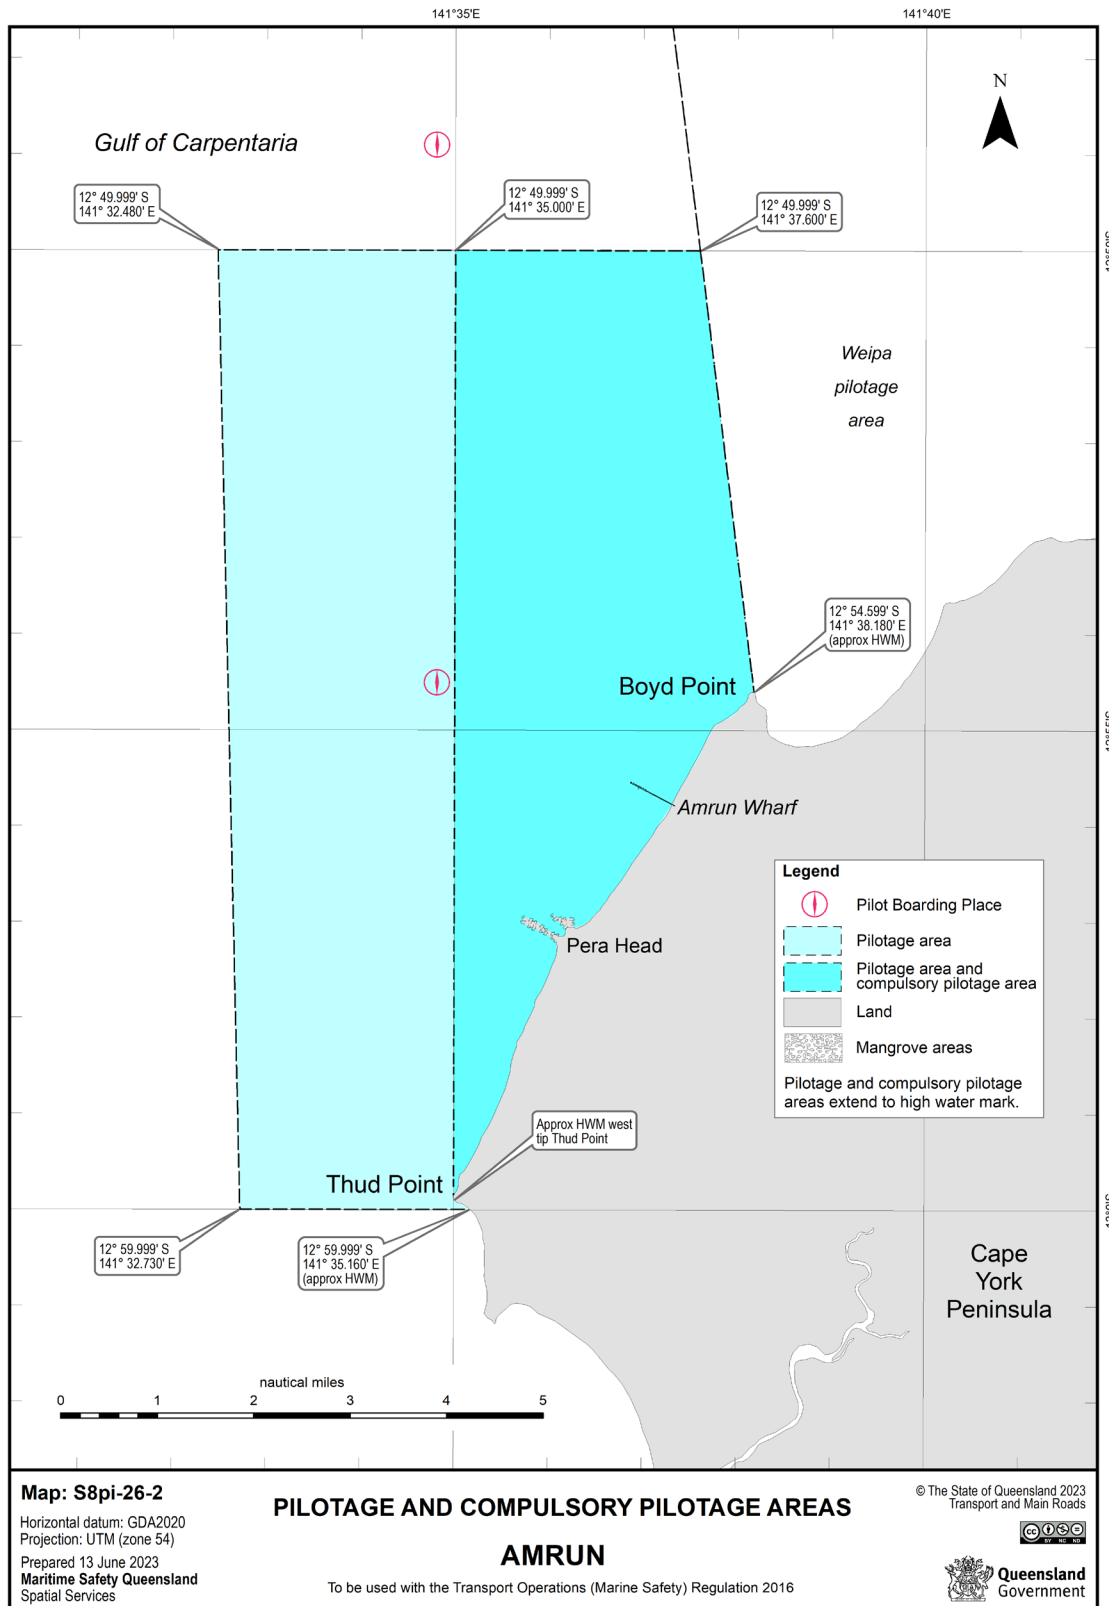 141°35'E
141°40'E
N
Gulf of Carpentaria
12° 49.999' S
141° 32.480' E
12° 49.999' S
141° 35.000' E
12° 49.999' S
141° 37.600' E
Weipa
pilotage
area
12° 54.599' S
141° 38.180' E
(approx HWM)
Boyd Point
Amrun Wharf
Pera Head
Legend
Pilot Boarding Place
Pilotage area
Pilotage area and
compulsory pilotage area
Land
Mangrove areas
Pilotage and compulsory pilotage
areas extend to high water mark.
Approx HWM west
tip Thud Point
Thud Point
12° 59.999' S
141° 32.730' E
12° 59.999' S
141° 35.160' E
(approx HWM)
Cape
York
Peninsula
nautical miles
0 1 2 3 4 5
Map: S8pi-26-2
Horizontal datum: GDA2020
Projection: UTM (zone 54)
Prepared 13 June 2023
Maritime Safety Queensland
Spatial Services
PILOTAGE AND COMPULSORY PILOTAGE AREAS
AMRUN
To be used with the Transport Operations (Marine Safety) Regulation 2016
© The State of Queensland 2023
Transport and Main Roads
cc
BY NC ND
Queensland
Government